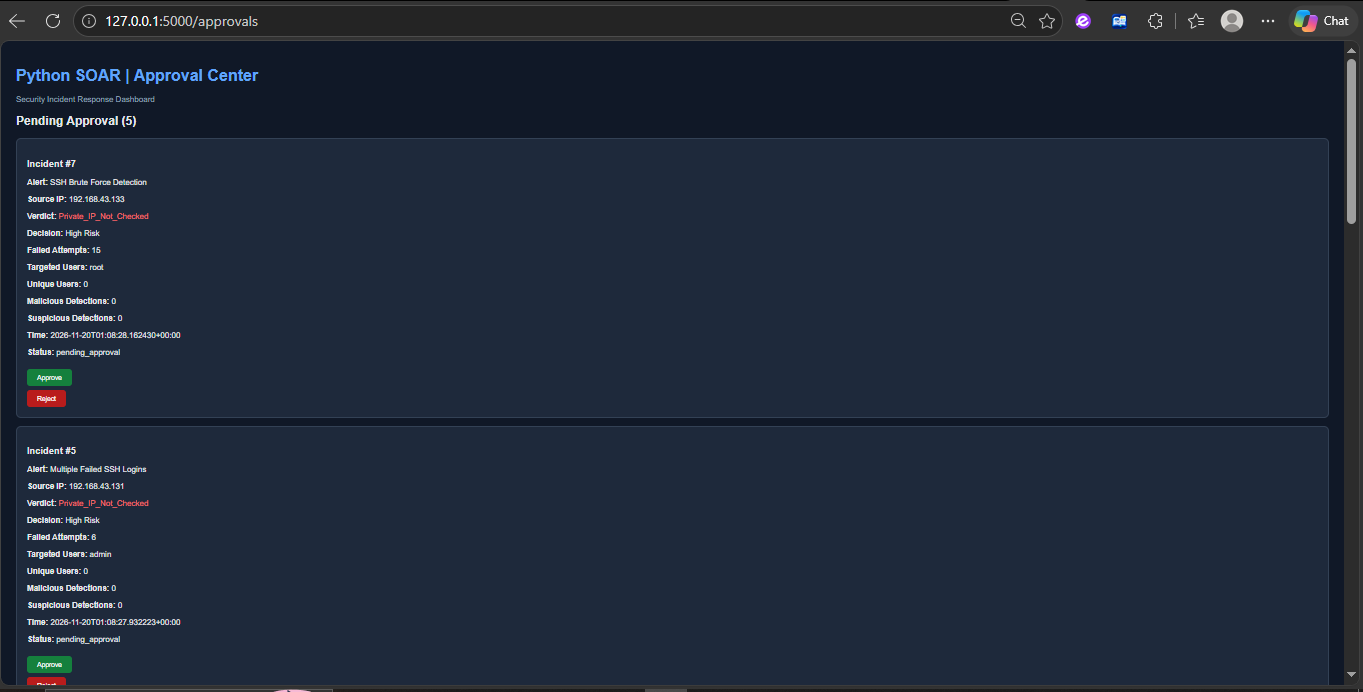 127.0.0.1:5000/approvals
Chat
Python SOAR | Approval Center
Security Incident Response Dashboard
Pending Approval (5)
Incident #7
Alert: SSH Brute Force Detection
Source IP: 192.168.43.133
Verdict: Private_IP_Not_Checked
Decision: High Risk
Failed Attempts: 15
Targeted Users: root
Unique Users: 0
Malicious Detections: 0
Suspicious Detections: 0
Time: 2026-11-20T01:08:28.162430+00:00
Status: pending_approval
Approve
Reject
Incident #5
Alert: Multiple Failed SSH Logins
Source IP: 192.168.43.131
Verdict: Private_IP_Not_Checked
Decision: High Risk
Failed Attempts: 6
Targeted Users: admin
Unique Users: 0
Malicious Detections: 0
Suspicious Detections: 0
Time: 2026-11-20T01:08:27.932223+00:00
Status: pending_approval
Approve
Reject